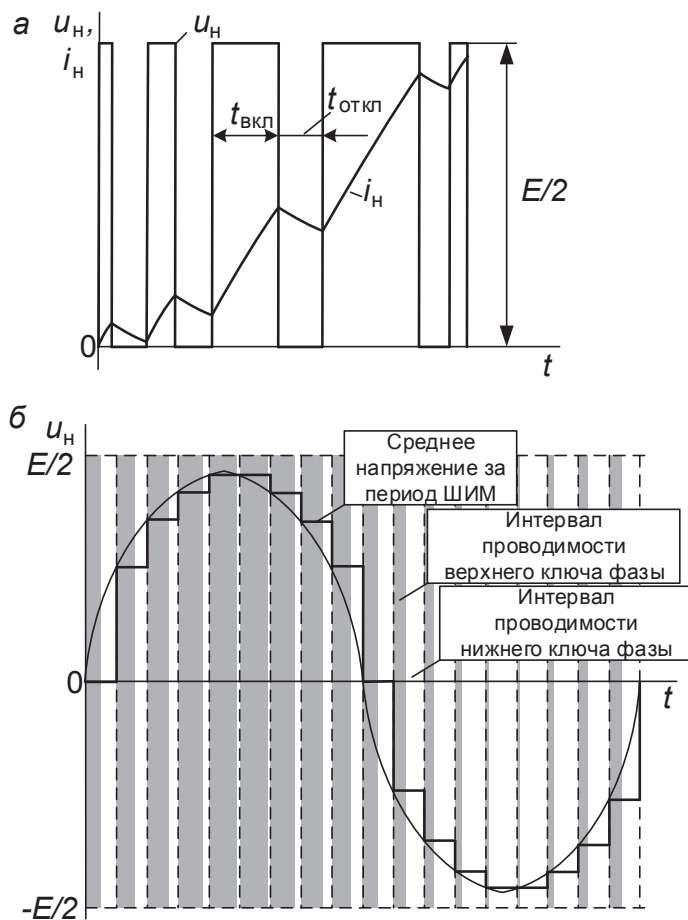 а
uн,
iн
uн
tвкл
tоткл
iн
E/2
0
t
б
uн
E/2
Среднее
напряжение за
период ШИМ
Интервал
проводимости
верхнего ключа фазы
Интервал
проводимости
нижнего ключа фазы
0
t
-E/2